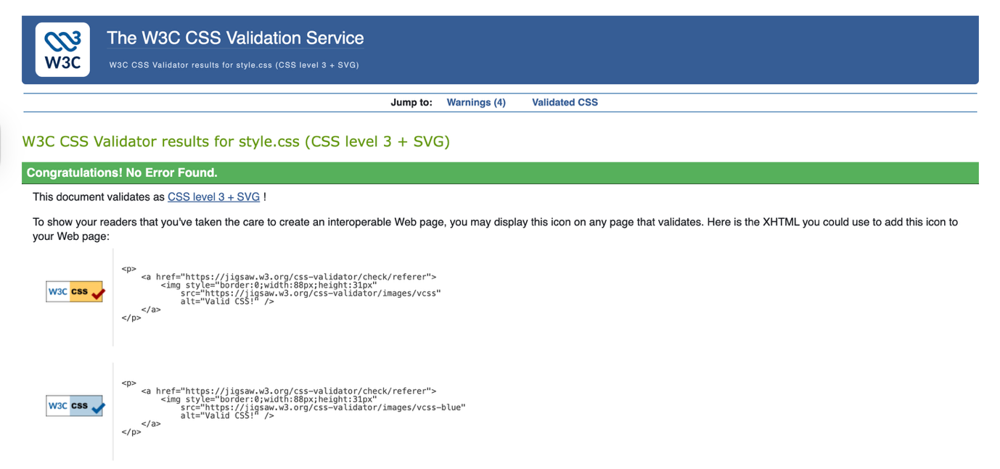 W3C
The W3C CSS Validation Service
W3C CSS Validator results for style.css (CSS level 3 + SVG)
Jump to: Warnings (4) Validated CSS
W3C CSS Validator results for style.css (CSS level 3 + SVG)
Congratulations! No Error Found.
This document validates as CSS level 3 + SVG !
To show your readers that you've taken the care to create an interoperable Web page, you may display this icon on any page that validates. Here is the XHTML you could use to add this icon to
your Web page:
W3C css
<p>
    <a href="https://jigsaw.w3.org/css-validator/check/referer">
        <img style="border:0;width:88px;height:31px"
            src="https://jigsaw.w3.org/css-validator/images/vcss"
            alt="Valid CSS!" />
    </a>
</p>
W3C css
<p>
    <a href="https://jigsaw.w3.org/css-validator/check/referer">
        <img style="border:0;width:88px;height:31px"
            src="https://jigsaw.w3.org/css-validator/images/vcss-blue"
            alt="Valid CSS!" />
    </a>
</p>